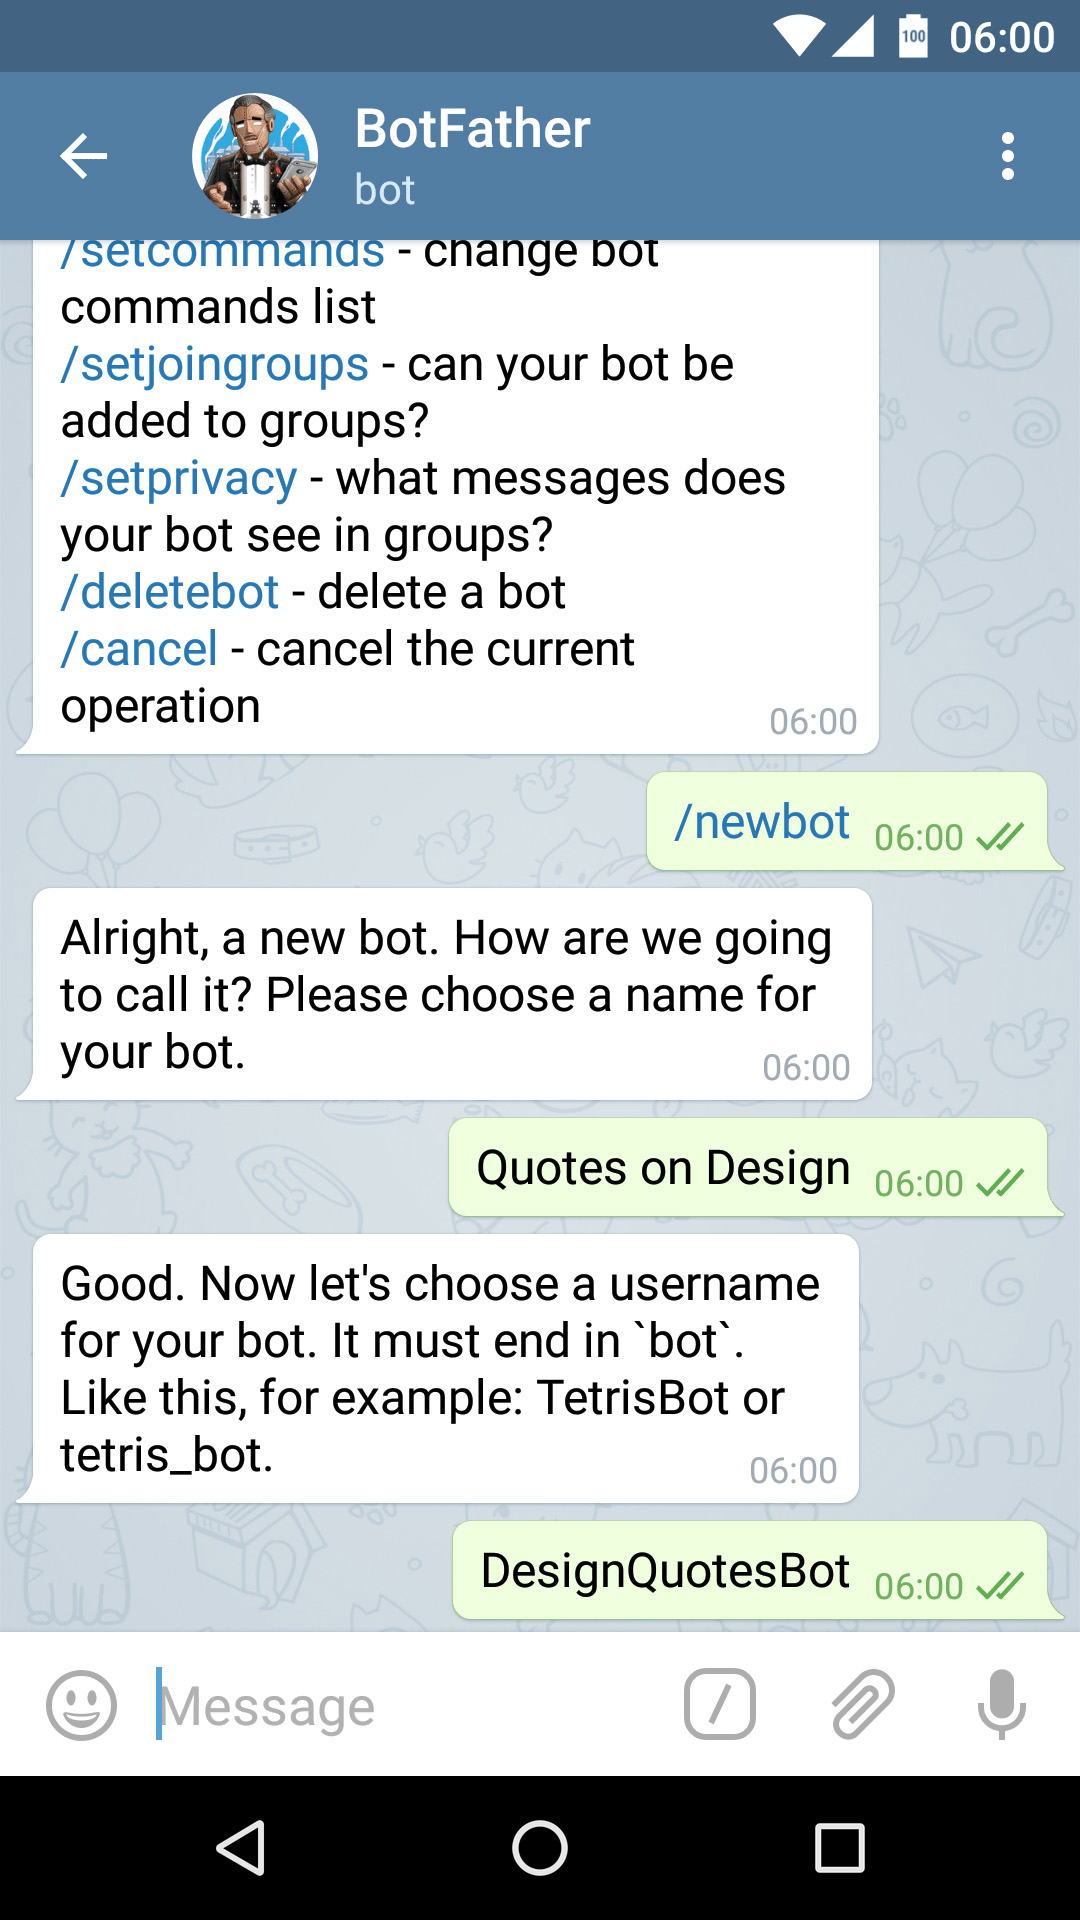 100 06:00
BotFather
bot
/setcommands - change bot
commands list
/setjoingroups - can your bot be
added to groups?
/setprivacy - what messages does
your bot see in groups?
/deletebot - delete a bot
/cancel - cancel the current
operation
06:00
/newbot 06:00
Alright, a new bot. How are we going
to call it? Please choose a name for
your bot.
06:00
Quotes on Design 06:00
Good. Now let's choose a username
for your bot. It must end in `bot`.
Like this, for example: TetrisBot or
tetris_bot.
06:00
DesignQuotesBot 06:00
Message